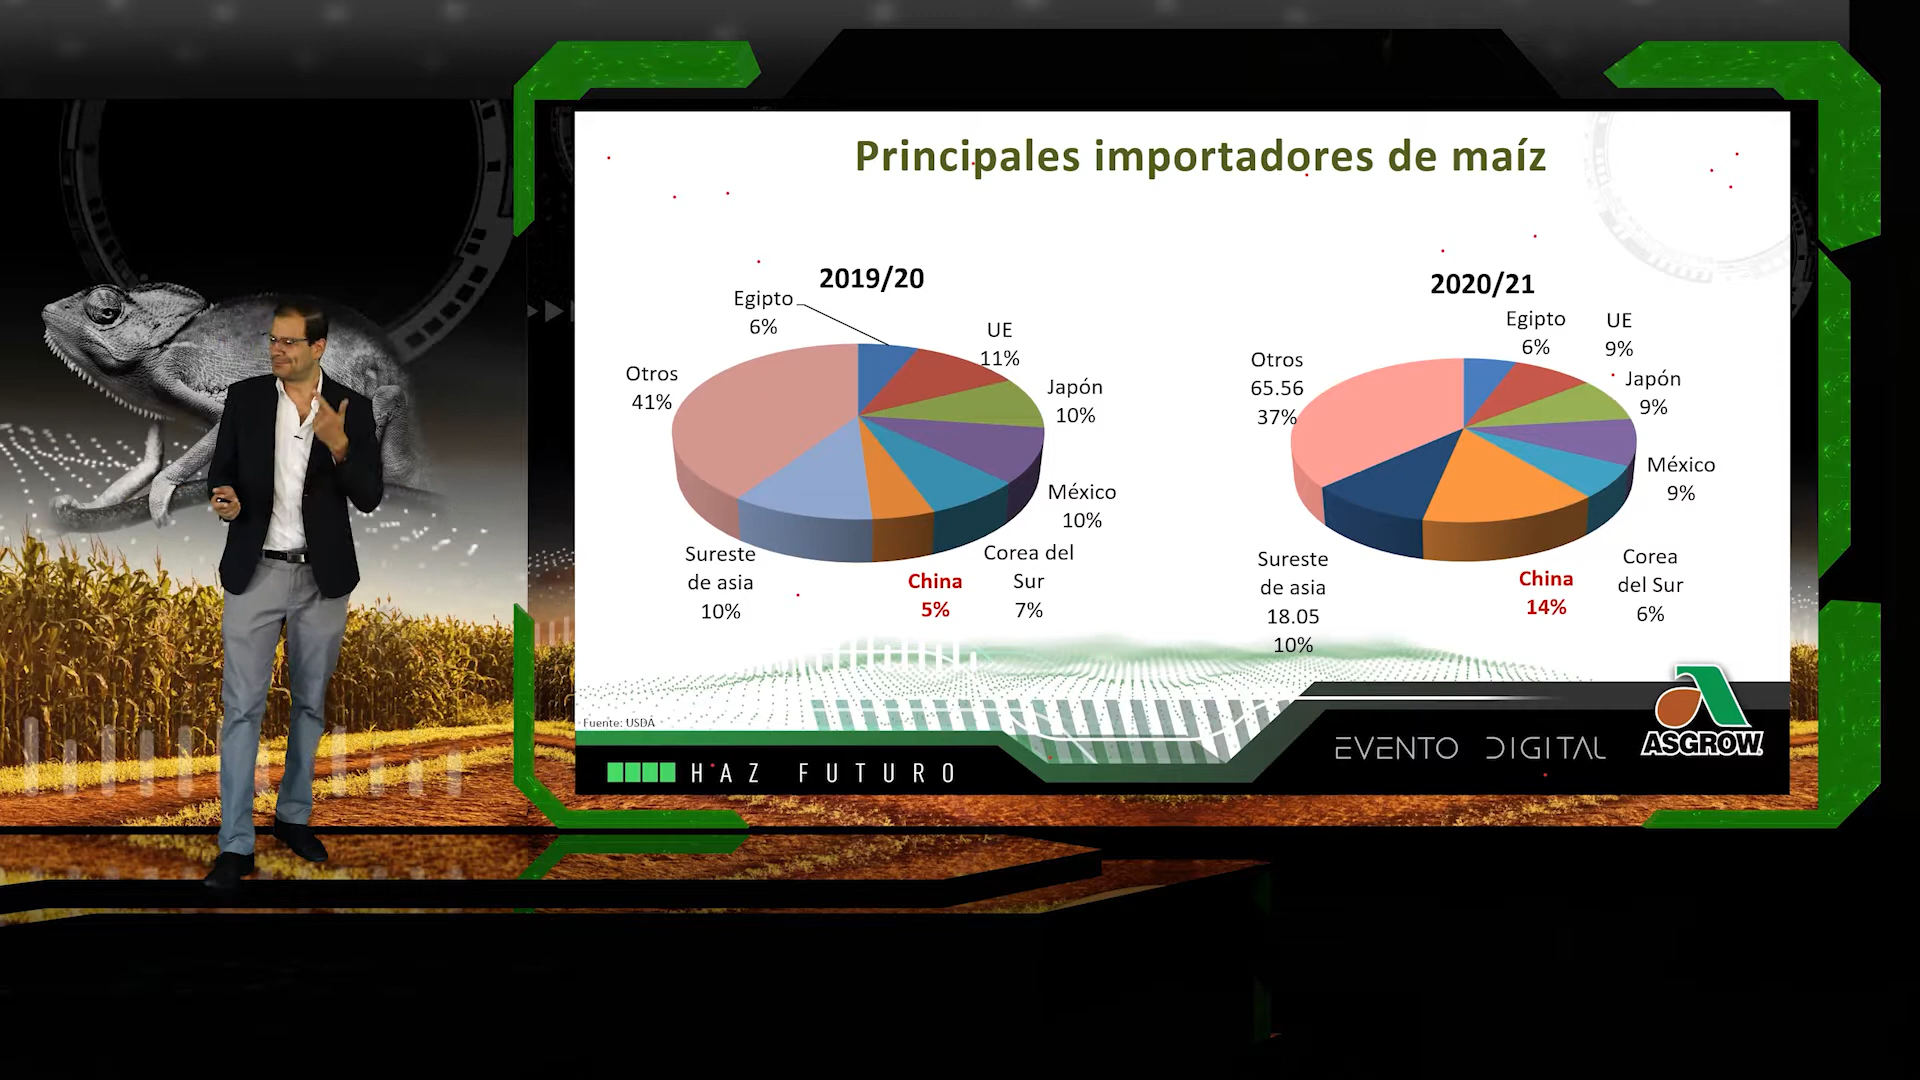 Principales importadores de maíz
2019/20
Egipto
6%
UE
11%
Japón
10%
México
10%
Corea del
Sur
7%
China
5%
Sureste
de asia
10%
Otros
41%
2020/21
Egipto
6%
UE
9%
Japón
9%
México
9%
Corea
del Sur
6%
China
14%
Sureste
de asia
18.05
10%
Otros
65.56
37%
Fuente: USDA
HAZ FUTURO
EVENTO DIGITAL
ASGROW